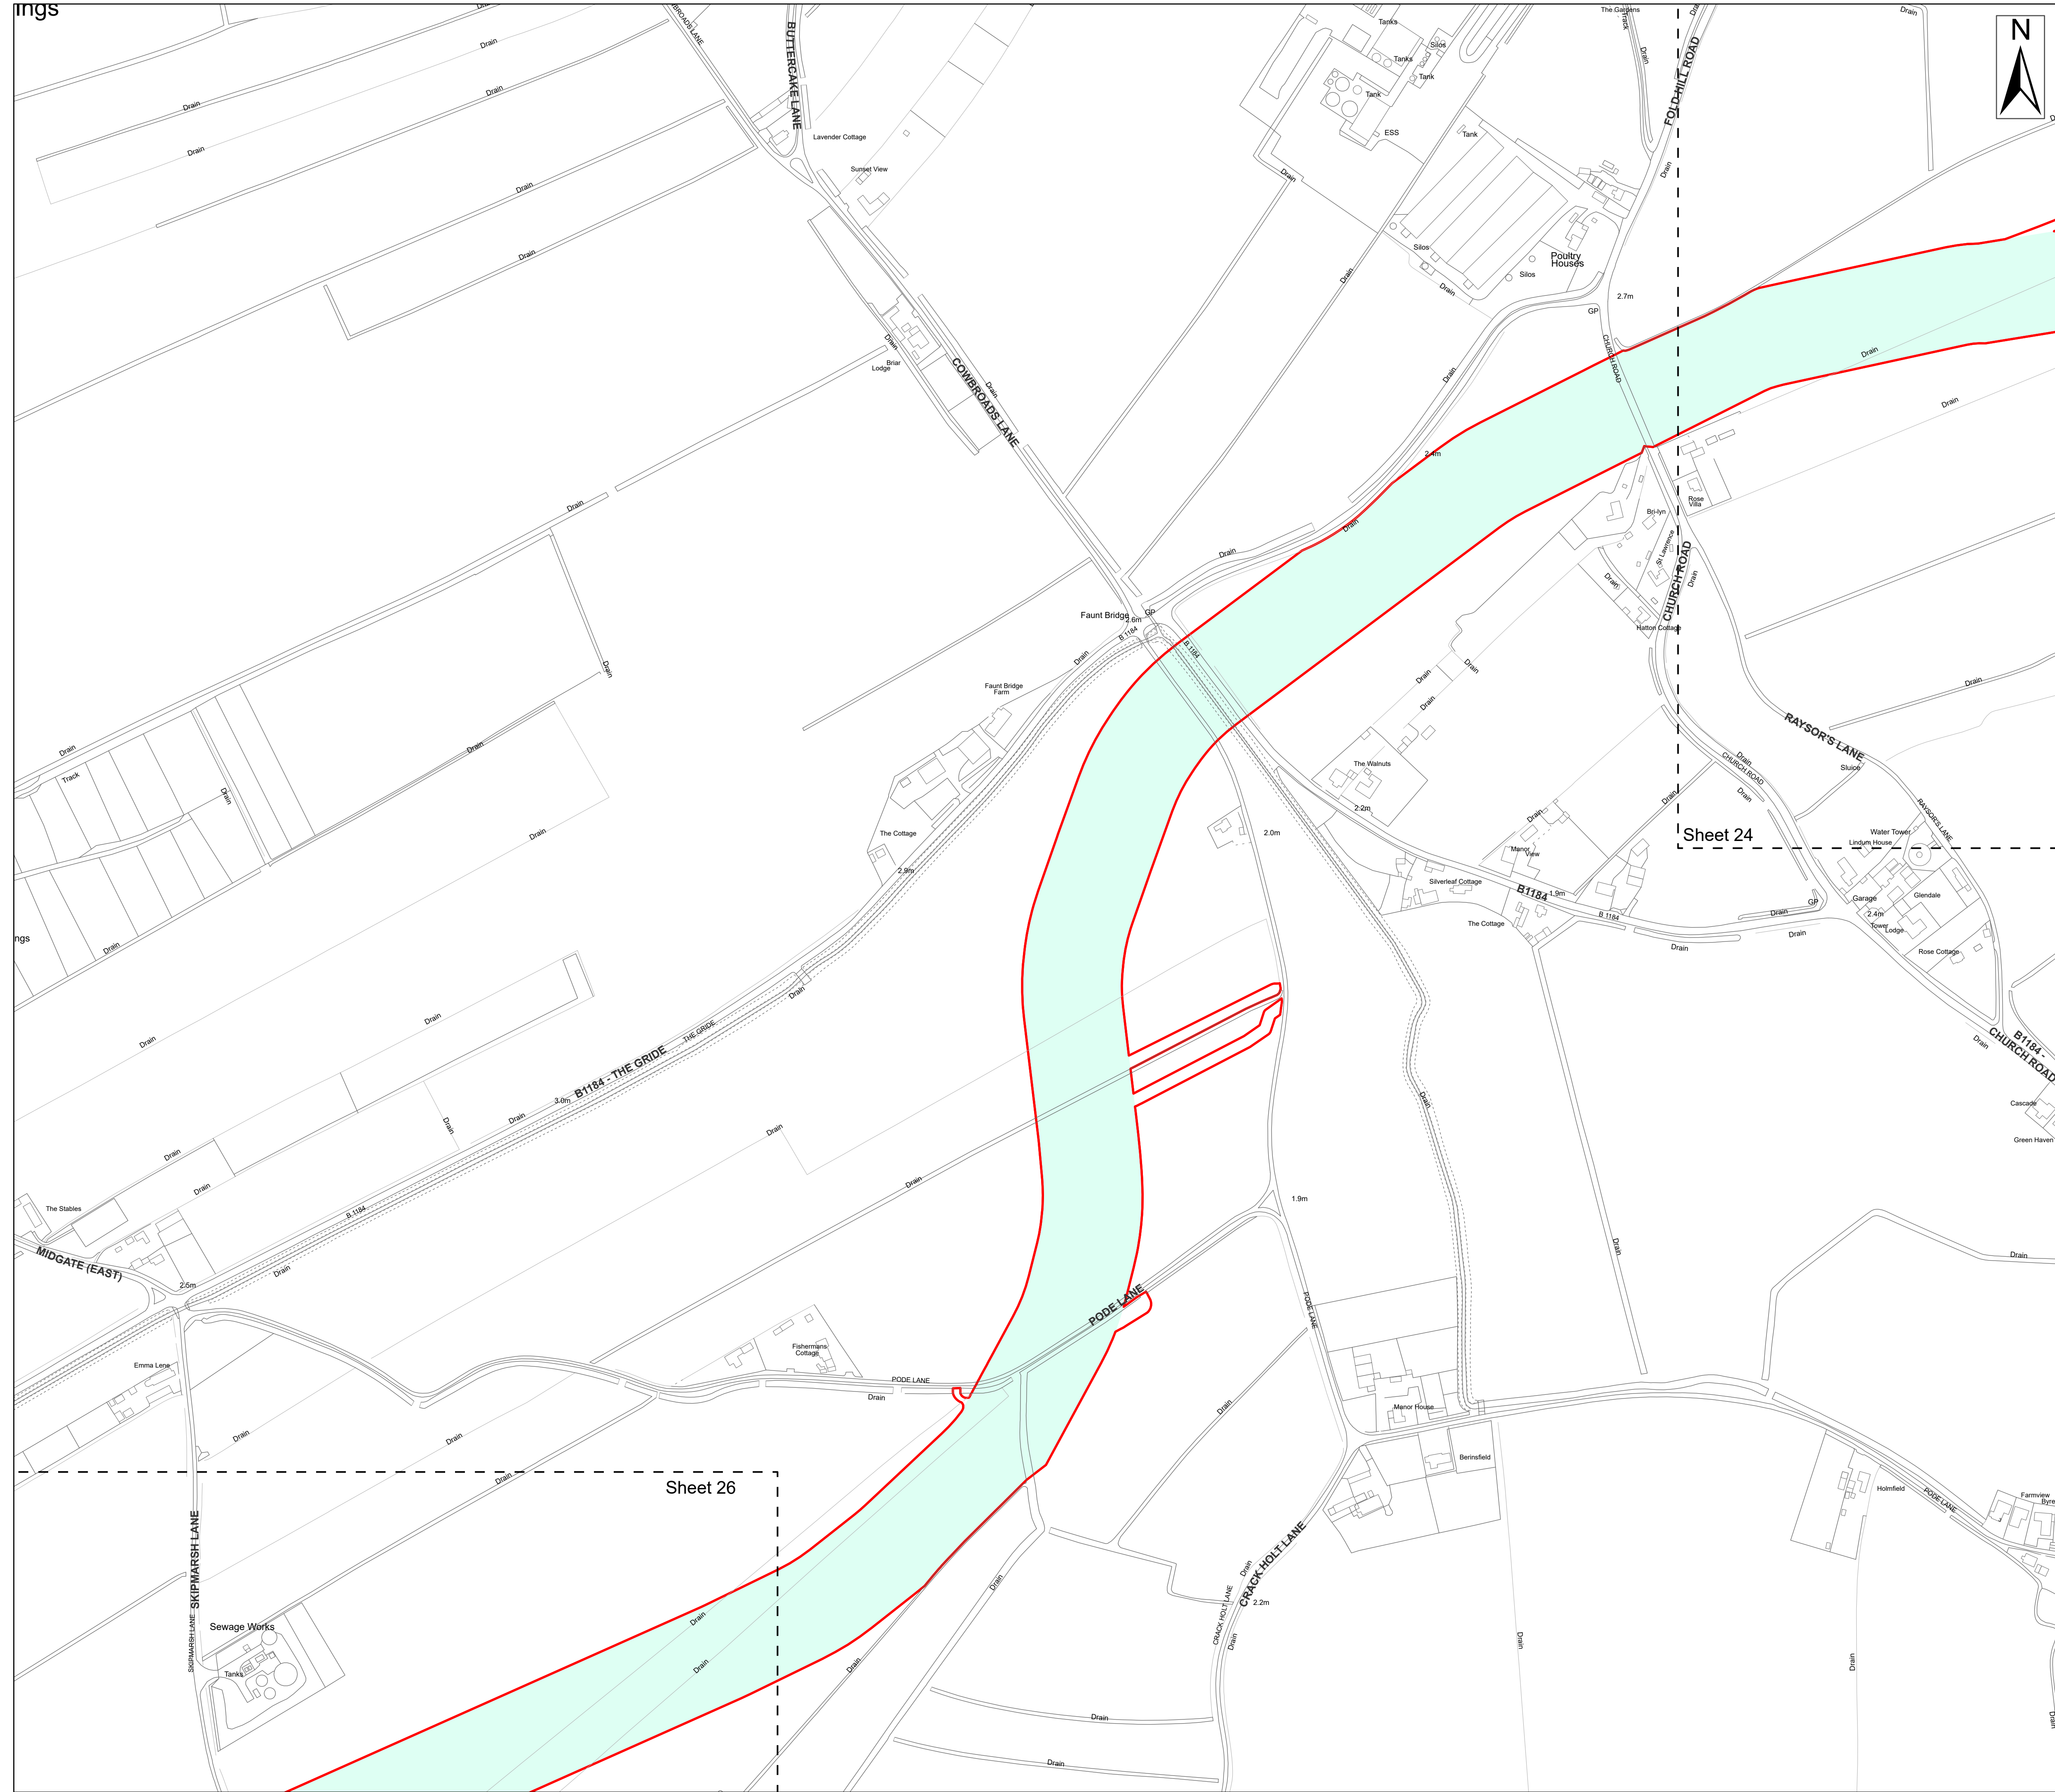 ings
N
The Gardens
Track
Drain
Drain
Tanks
Silos
Tanks
Tank
Tank
ESS
Tank
FOLD HILL ROAD
BUTTERCAKE LANE
Drain
Drain
Drain
Drain
Drain
Lavender Cottage
Sunset View
Drain
Drain
Drain
Silos
Poultry
Houses
Silos
Drain
Drain
2.7m
GP
CHURCH ROAD
Drain
Briar
Lodge
Drain
COWBROADS LANE
Drain
Drain
Drain
Drain
2.4m
Rose
Villa
Bri-lyn
St Lawrence
Drain
Drain
Drain
Drain
CHURCH ROAD
Drain
Drain
Hatton Cottage
Faunt Bridge
GP
2.6m
B 1184
B 1184
Drain
Drain
Drain
Drain
Drain
Faunt Bridge
Farm
Drain
RAYSOR'S LANE
Drain
Track
Drain
Drain
The Walnuts
Drain
CHURCH ROAD
Sluice
Drain
Drain
2.2m
Drain
RAYSOR'S LANE
Drain
The Cottage
2.0m
Sheet 24
Water Tower
Lindum House
Manor
View
2.9m
Silverleaf Cottage
B1184
1.9m
Glendale
Garage
GP
2.4m
Tower
Lodge
B 1184
Drain
Drain
Drain
The Cottage
Rose Cottage
ngs
Drain
Drain
Drain
Drain
THE GRIDE
B1184 - THE GRIDE
3.0m
Drain
Drain
Drain
Drain
B1184 -
CHURCH ROAD
Cascade
Green Haven
Drain
Drain
Drain
Drain
Drain
The Stables
B 1184
1.9m
MIDGATE (EAST)
2.5m
Drain
Drain
Drain
PODE LANE
PODE LANE
Emma Lene
Fishermans
Cottage
PODE LANE
Drain
Drain
Manor House
Drain
Drain
Drain
Berinsfield
Sheet 26
Holmfield
PODE LANE
Farmview
Byre
SKIPMARSH LANE
CRACK HOLT LANE
Drain
Drain
2.2m
CRACK HOLT LANE
Drain
Drain
Sewage Works
SKIPMARSH LANE
Tanks
Drain
Drain
Drain
Drain
Drain
Drain
Drain